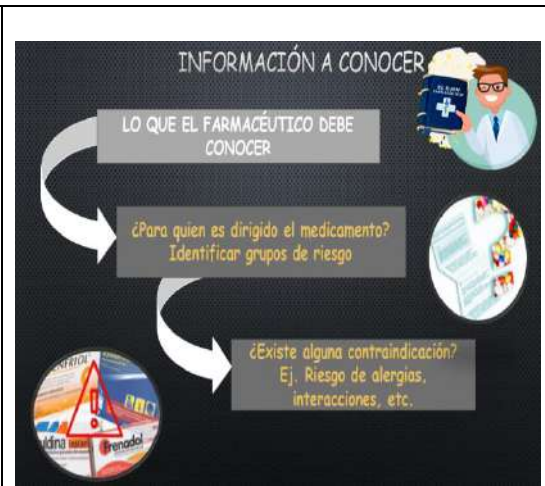 INFORMACIÓN A CONOCER
LO QUE EL FARMACÉUTICO DEBE
CONOCER
¿Para quien es dirigido el medicamento?
Identificar grupos de riesgo
¿Existe alguna contraindicación?
Ej. Riesgo de alergias,
interacciones, etc.
Frenadol